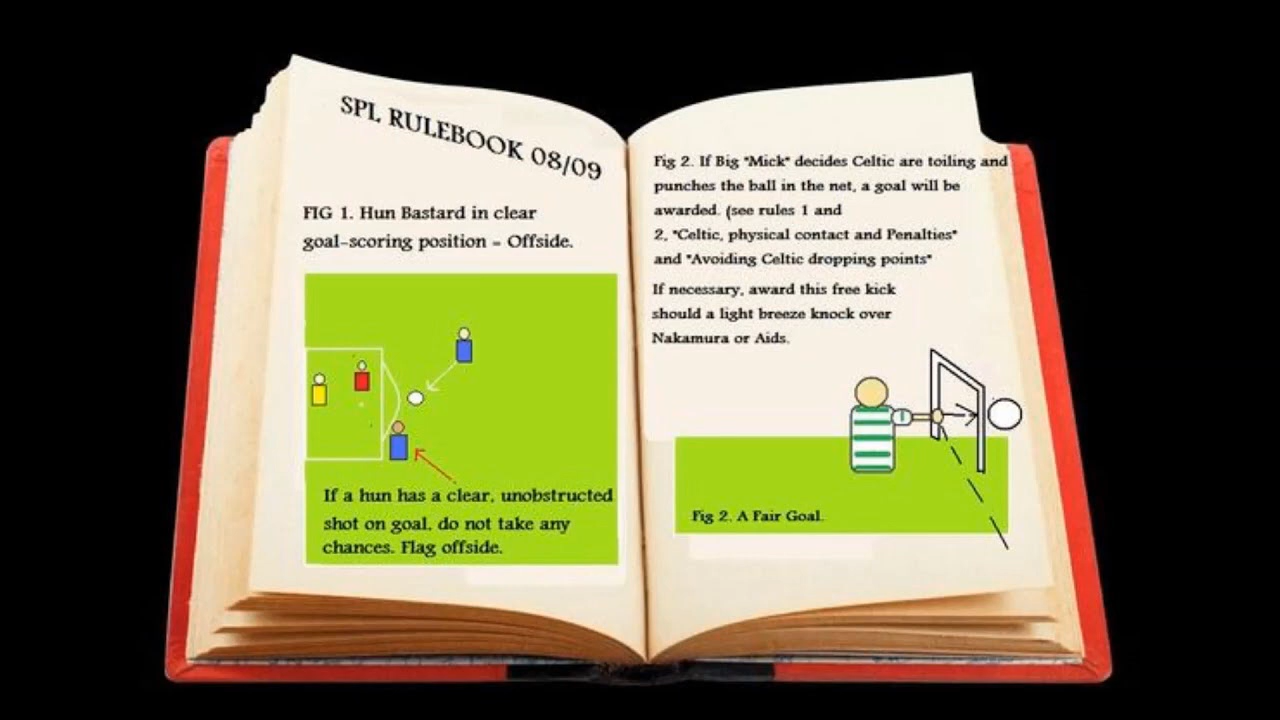 SPL RULEBOOK 08/09
FIG 1. Hun Bastard in clear
goal-scoring position = Offside.
If a hun has a clear, unobstructed
shot on goal, do not take any
chances. Flag offside.
Fig 2. If Big "Mick" decides Celtic are toiling and
punches the ball in the net, a goal will be
awarded. (see rules 1 and
2, "Celtic, physical contact and Penalties"
and "Avoiding Celtic dropping points"
If necessary, award this free kick
should a light breeze knock over
Nakamura or Aids.
Fig 2. A Fair Goal.